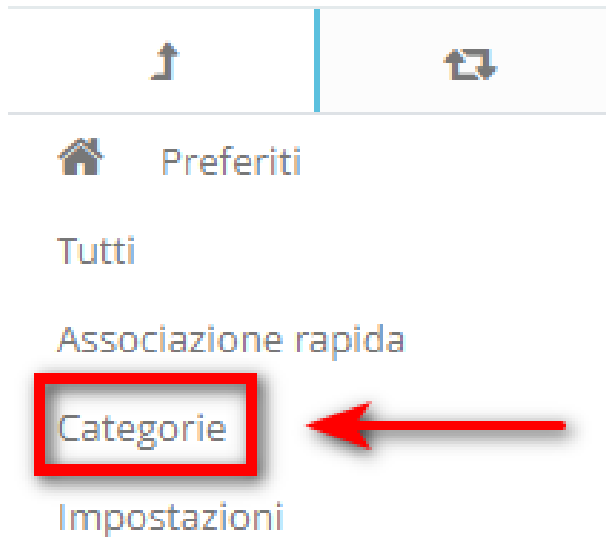 Preferiti
Tutti
Associazione rapida
Categorie
Impostazioni